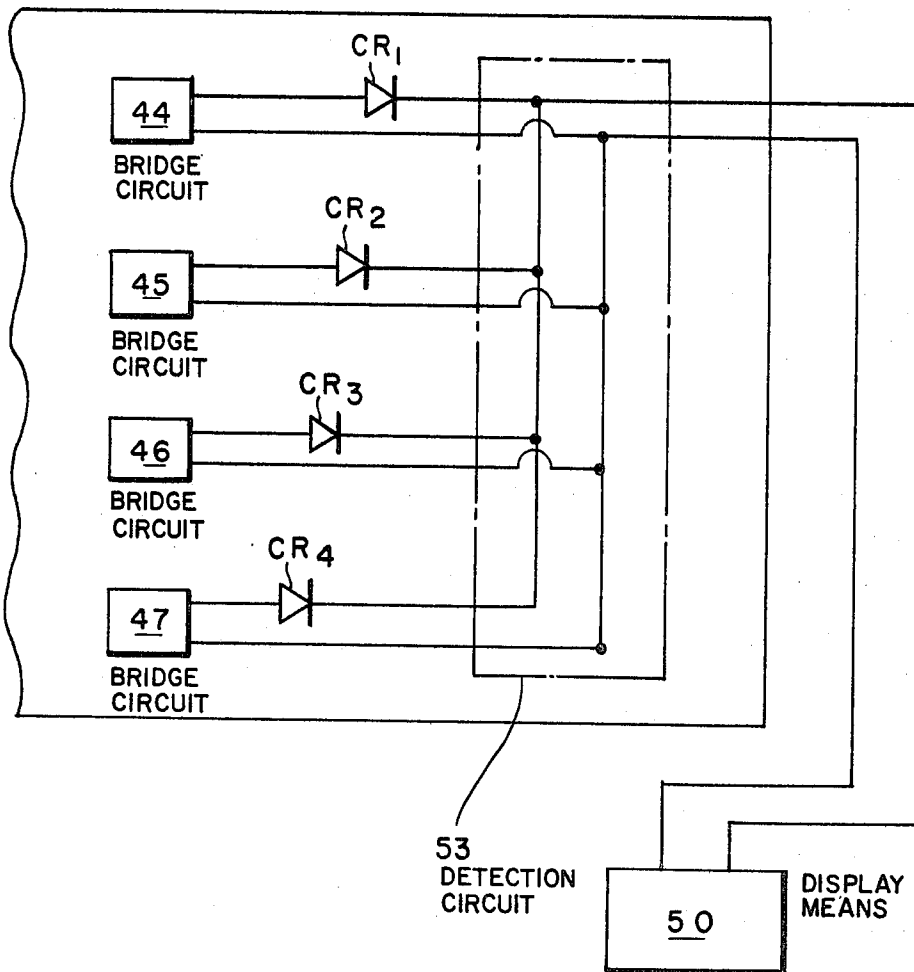 CR1
44
BRIDGE
CIRCUIT
CR2
45
BRIDGE
CIRCUIT
CR3
46
BRIDGE
CIRCUIT
CR4
47
BRIDGE
CIRCUIT
53
DETECTION
CIRCUIT
50
DISPLAY
MEANS